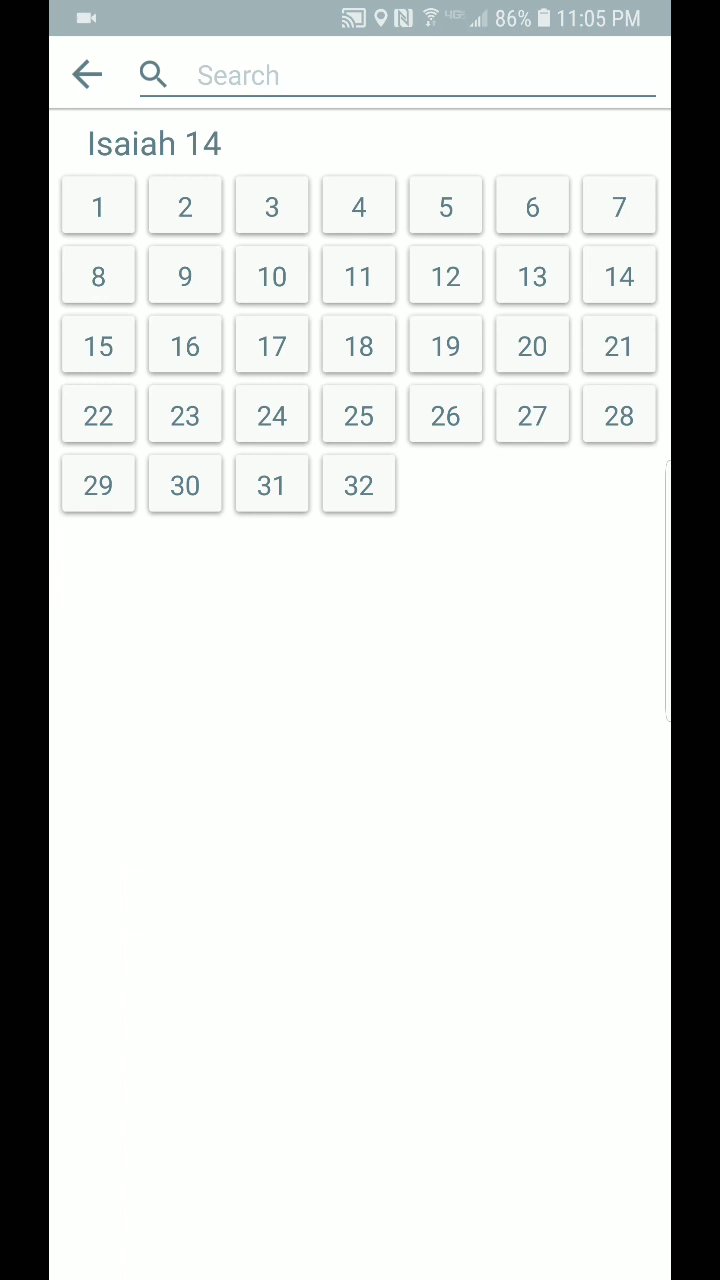 4G 86% 11:05 PM
Search
Isaiah 14
1 2 3 4 5 6 7
8 9 10 11 12 13 14
15 16 17 18 19 20 21
22 23 24 25 26 27 28
29 30 31 32